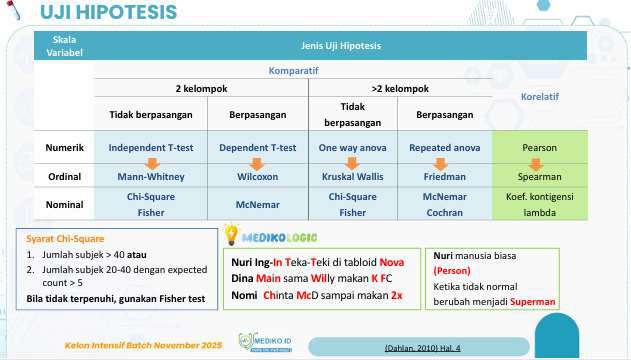 UJI HIPOTESIS
Skala Variabel
Jenis Uji Hipotesis
Komparatif
Korelatif
2 kelompok
>2 kelompok
Tidak berpasangan
Berpasangan
Tidak berpasangan
Berpasangan
Numerik
Independent T-test
Dependent T-test
One way anova
Repeated anova
Pearson
Ordinal
Mann-Whitney
Wilcoxon
Kruskal Wallis
Friedman
Spearman
Nominal
Chi-Square
Fisher
McNemar
Chi-Square
Fisher
McNemar
Cochran
Koef. kontigensi
lambda
Syarat Chi-Square
1. Jumlah subjek > 40 atau
2. Jumlah subjek 20-40 dengan expected
count > 5
Bila tidak terpenuhi, gunakan Fisher test
MEDIKOLOGIC
Nuri Ing-In Teka-Teki di tabloid Nova
Dina Main sama Willy makan K FC
Nomi Chinta McD sampai makan 2x
Nuri manusia biasa
(Person)
Ketika tidak normal
berubah menjadi Superman
Kelon Intensif Batch November 2025
MEDIKO.ID
(Dahlan, 2010) Hal. 4